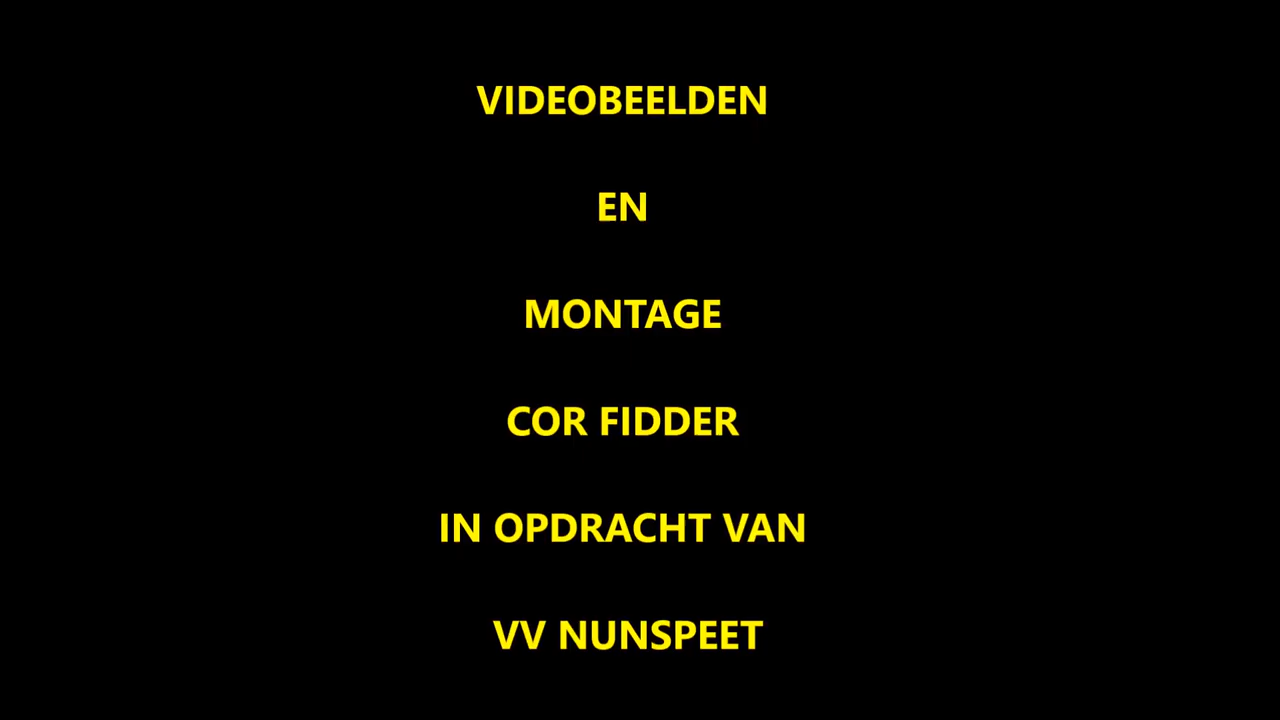 VIDEOBEELDEN
EN
MONTAGE
COR FIDDER
IN OPDRACHT VAN
VV NUNSPEET